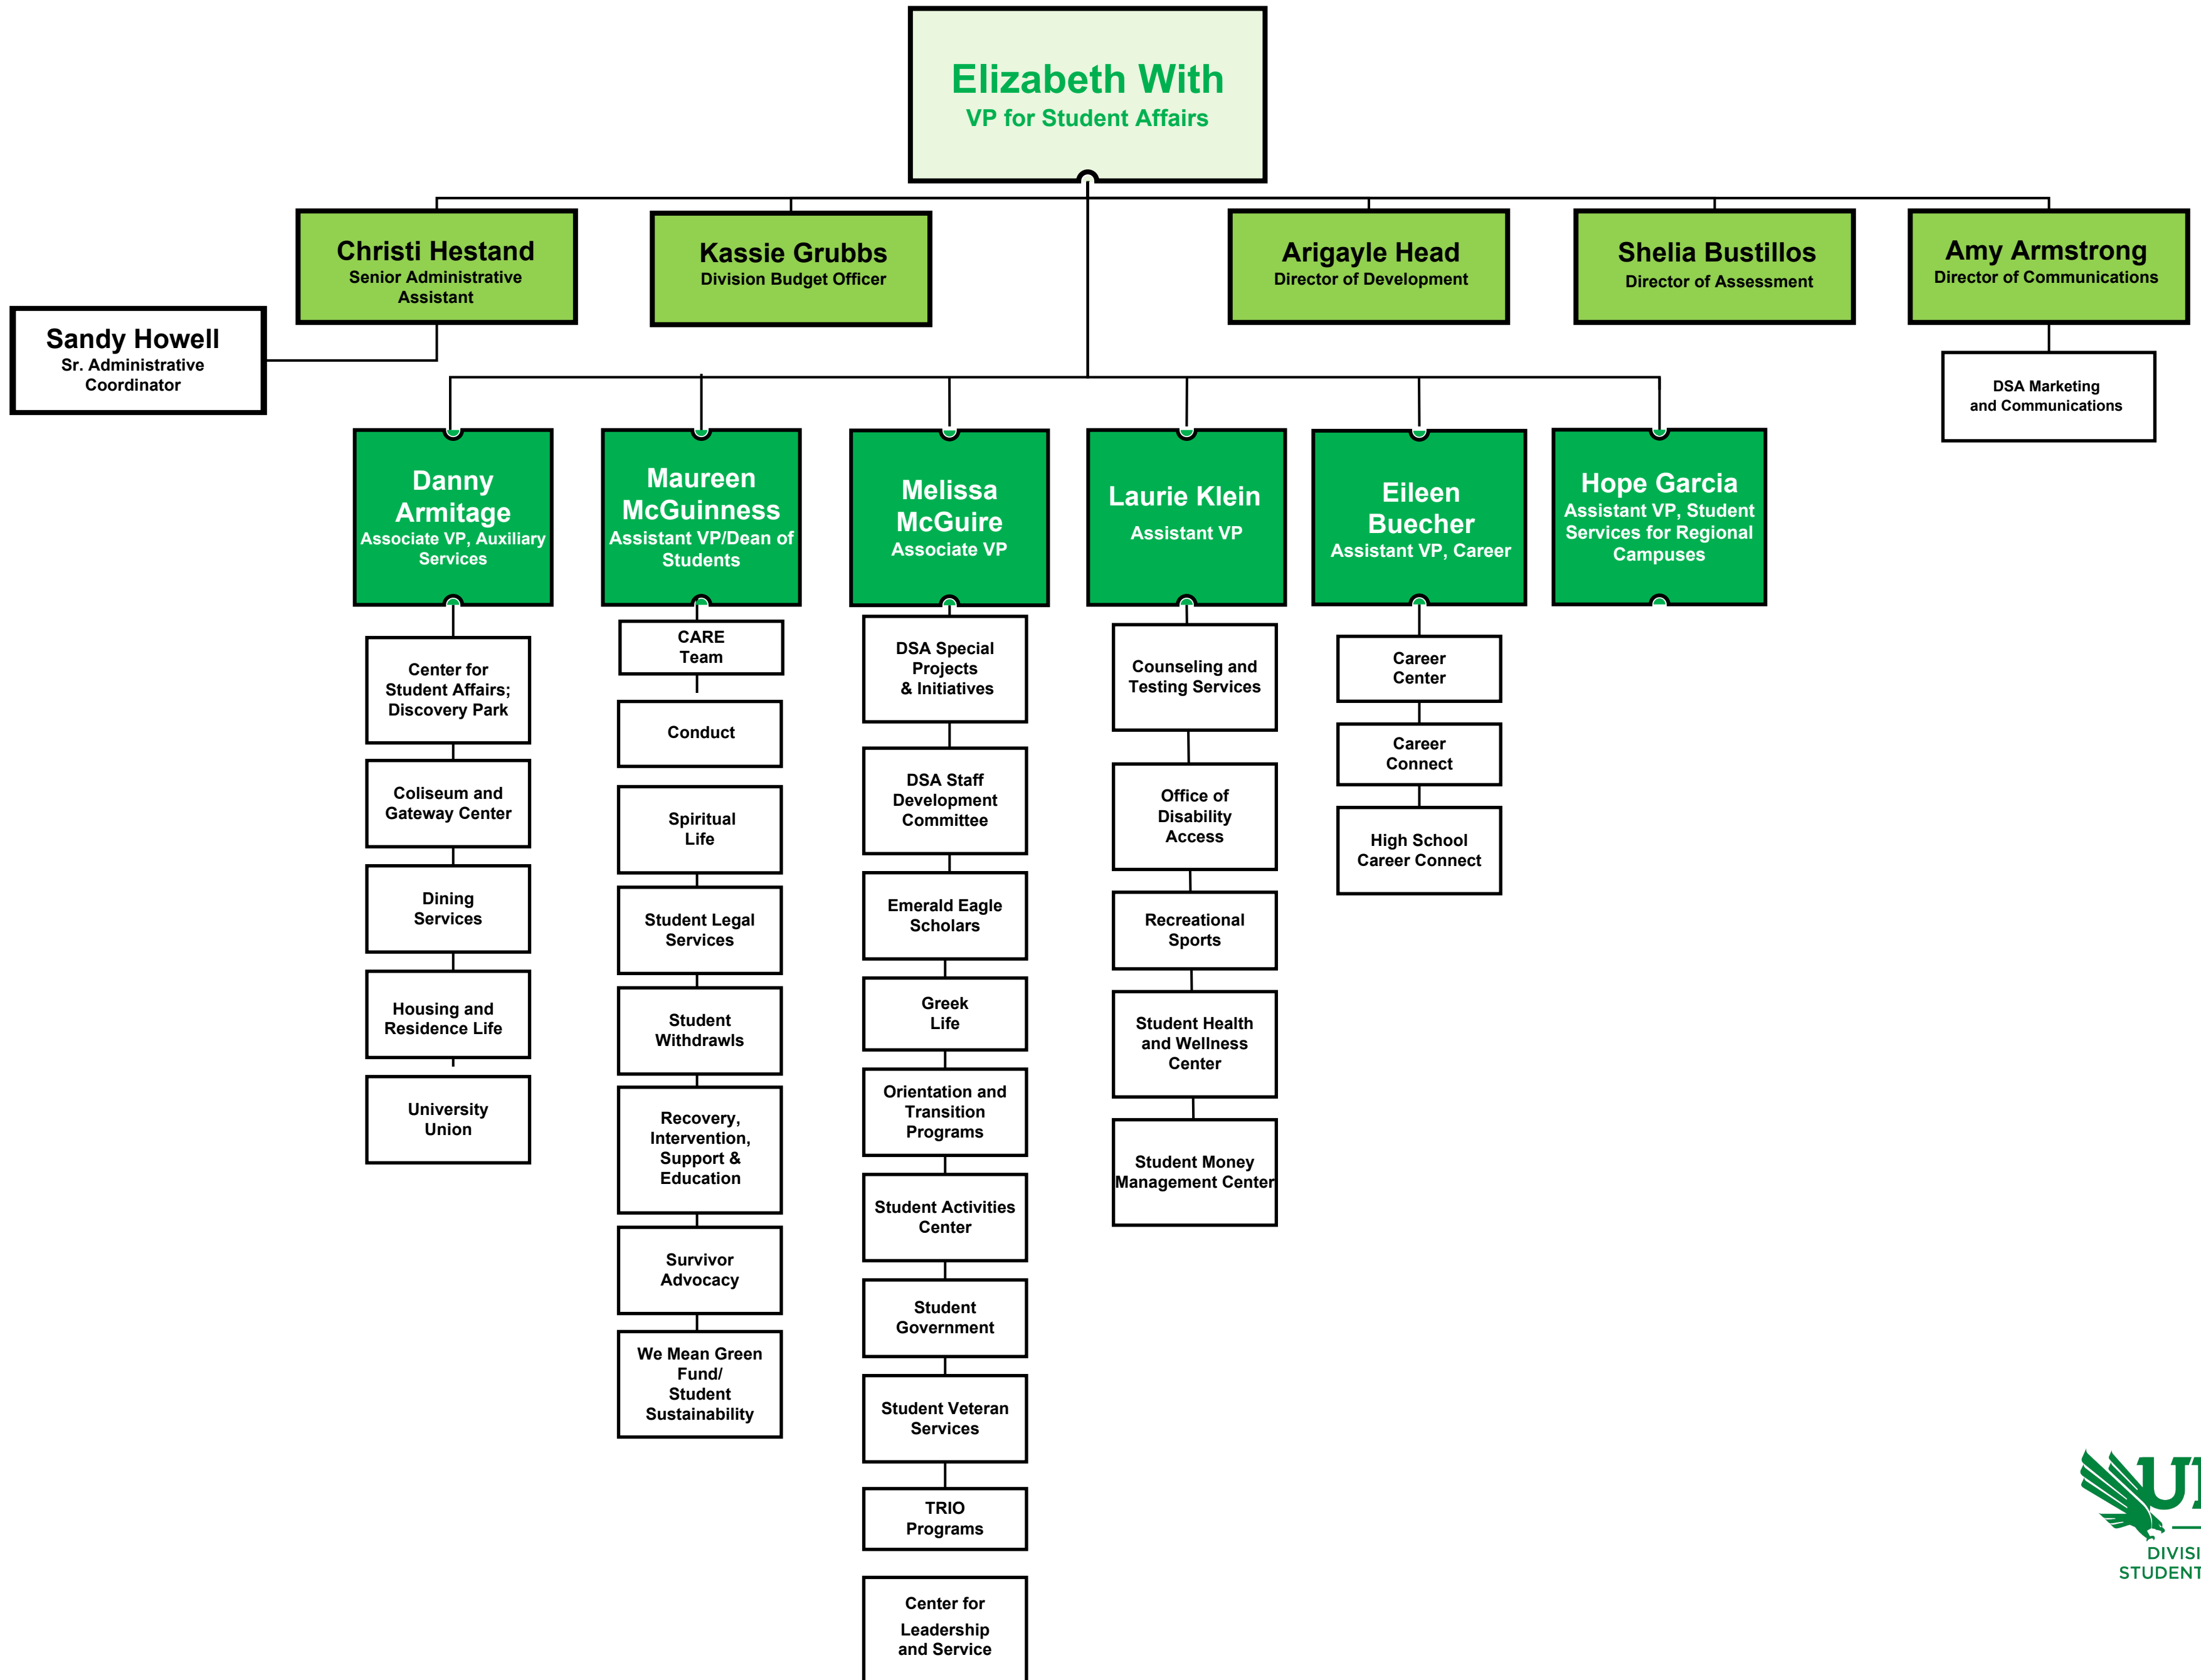 Elizabeth With
VP for Student Affairs
Christi Hestand
Senior Administrative
Assistant
Kassie Grubbs
Division Budget Officer
Arigayle Head
Director of Development
Shelia Bustillos
Director of Assessment
Amy Armstrong
Director of Communications
Sandy Howell
Sr. Administrative
Coordinator
DSA Marketing
and Communications
Danny
Armitage
Associate VP, Auxiliary
Services
Maureen
McGuinness
Assistant VP/Dean of
Students
Melissa
McGuire
Associate VP
Laurie Klein
Assistant VP
Eileen
Buecher
Assistant VP, Career
Hope Garcia
Assistant VP, Student
Services for Regional
Campuses
Center for
Student Affairs;
Discovery Park
Coliseum and
Gateway Center
Dining
Services
Housing and
Residence Life
University
Union
CARE
Team
Conduct
Spiritual
Life
Student Legal
Services
Student
Withdrawls
Recovery,
Intervention,
Support &
Education
Survivor
Advocacy
We Mean Green
Fund/
Student
Sustainability
DSA Special
Projects
& Initiatives
DSA Staff
Development
Committee
Emerald Eagle
Scholars
Greek
Life
Orientation and
Transition
Programs
Student Activities
Center
Student
Government
Student Veteran
Services
TRIO
Programs
Center for
Leadership
and Service
Counseling and
Testing Services
Office of
Disability
Access
Recreational
Sports
Student Health
and Wellness
Center
Student Money
Management Center
Career
Center
Career
Connect
High School
Career Connect
STUDENT